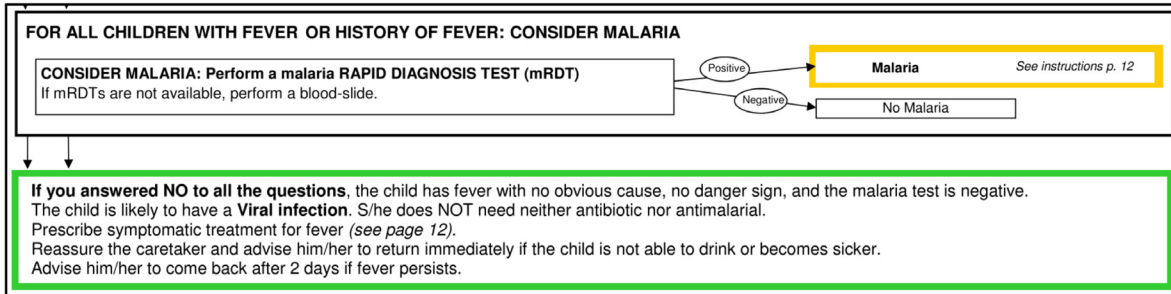 FOR ALL CHILDREN WITH FEVER OR HISTORY OF FEVER: CONSIDER MALARIA
CONSIDER MALARIA: Perform a malaria RAPID DIAGNOSIS TEST (mRDT)
If mRDTs are not available, perform a blood-slide.
Positive
Malaria See instructions p. 12
Negative
No Malaria
If you answered NO to all the questions, the child has fever with no obvious cause, no danger sign, and the malaria test is negative.
The child is likely to have a Viral infection. S/he does NOT need neither antibiotic nor antimalarial.
Prescribe symptomatic treatment for fever (see page 12).
Reassure the caretaker and advise him/her to return immediately if the child is not able to drink or becomes sicker.
Advise him/her to come back after 2 days if fever persists.